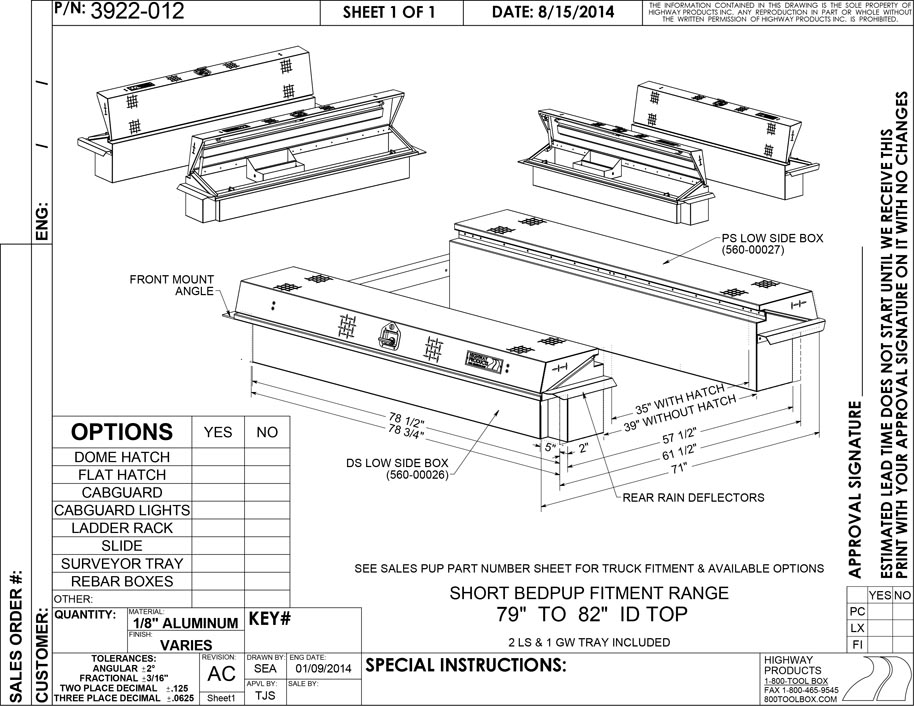 P/N: 3922-012
SHEET 1 OF 1
DATE: 8/15/2014
THE INFORMATION CONTAINED IN THIS DRAWING IS THE SOLE PROPERTY OF
HIGHWAY PRODUCTS INC. ANY REPRODUCTION IN PART OR WHOLE WITHOUT
THE WRITTEN PERMISSION OF HIGHWAY PRODUCTS INC. IS PROHIBITED.
ENG: / /
SALES ORDER #:
CUSTOMER:
PS LOW SIDE BOX
(560-00027)
FRONT MOUNT
ANGLE
HIGHWAY
PRODUCTS
35" WITH HATCH
39" WITHOUT HATCH
78 1/2"
78 3/4"
5"
2"
57 1/2"
61 1/2"
71"
DS LOW SIDE BOX
(560-00026)
REAR RAIN DEFLECTORS
APPROVAL SIGNATURE
ESTIMATED LEAD TIME DOES NOT START UNTIL WE RECEIVE THIS
PRINT WITH YOUR APPROVAL SIGNATURE ON IT WITH NO CHANGES
OPTIONS YES NO
DOME HATCH
FLAT HATCH
CABGUARD
CABGUARD LIGHTS
LADDER RACK
SLIDE
SURVEYOR TRAY
REBAR BOXES
OTHER:
SEE SALES PUP PART NUMBER SHEET FOR TRUCK FITMENT & AVAILABLE OPTIONS
SHORT BEDPUP FITMENT RANGE
79" TO 82" ID TOP
2 LS & 1 GW TRAY INCLUDED
YES NO
PC
LX
FI
QUANTITY:
MATERIAL:
1/8" ALUMINUM
FINISH:
VARIES
KEY#
TOLERANCES:
ANGULAR ±2°
FRACTIONAL ±3/16"
TWO PLACE DECIMAL ±.125
THREE PLACE DECIMAL ±.0625
REVISION:
AC
Sheet1
DRAWN BY:
SEA
ENG DATE:
01/09/2014
APVL BY:
TJS
SALE BY:
SPECIAL INSTRUCTIONS:
HIGHWAY
PRODUCTS
1-800-TOOL BOX
FAX 1-800-465-9545
800TOOLBOX.COM